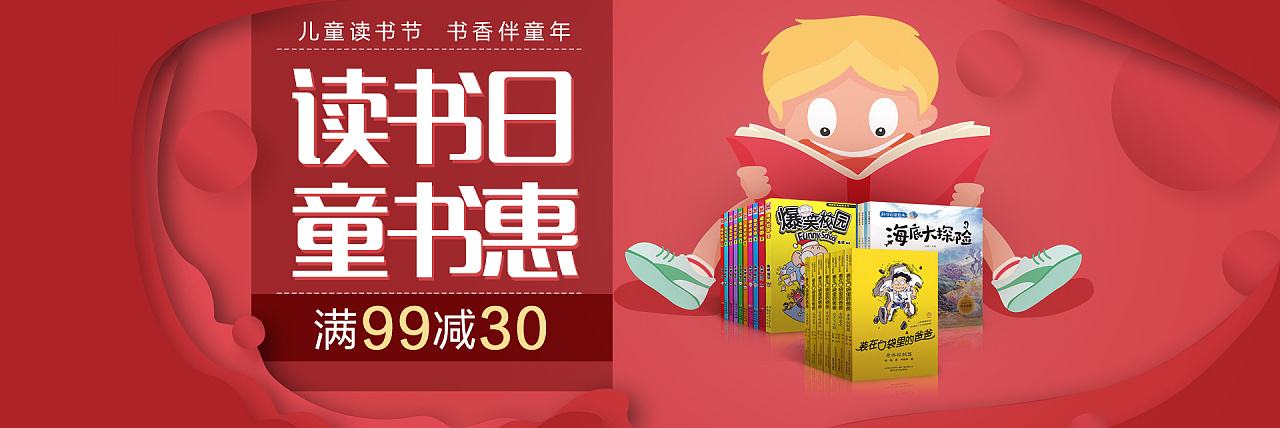 儿童读书节 书香伴童年
读书日
童书惠
满99减30
爆笑校园
Funny School
海底大探险
装在口袋里的爸爸